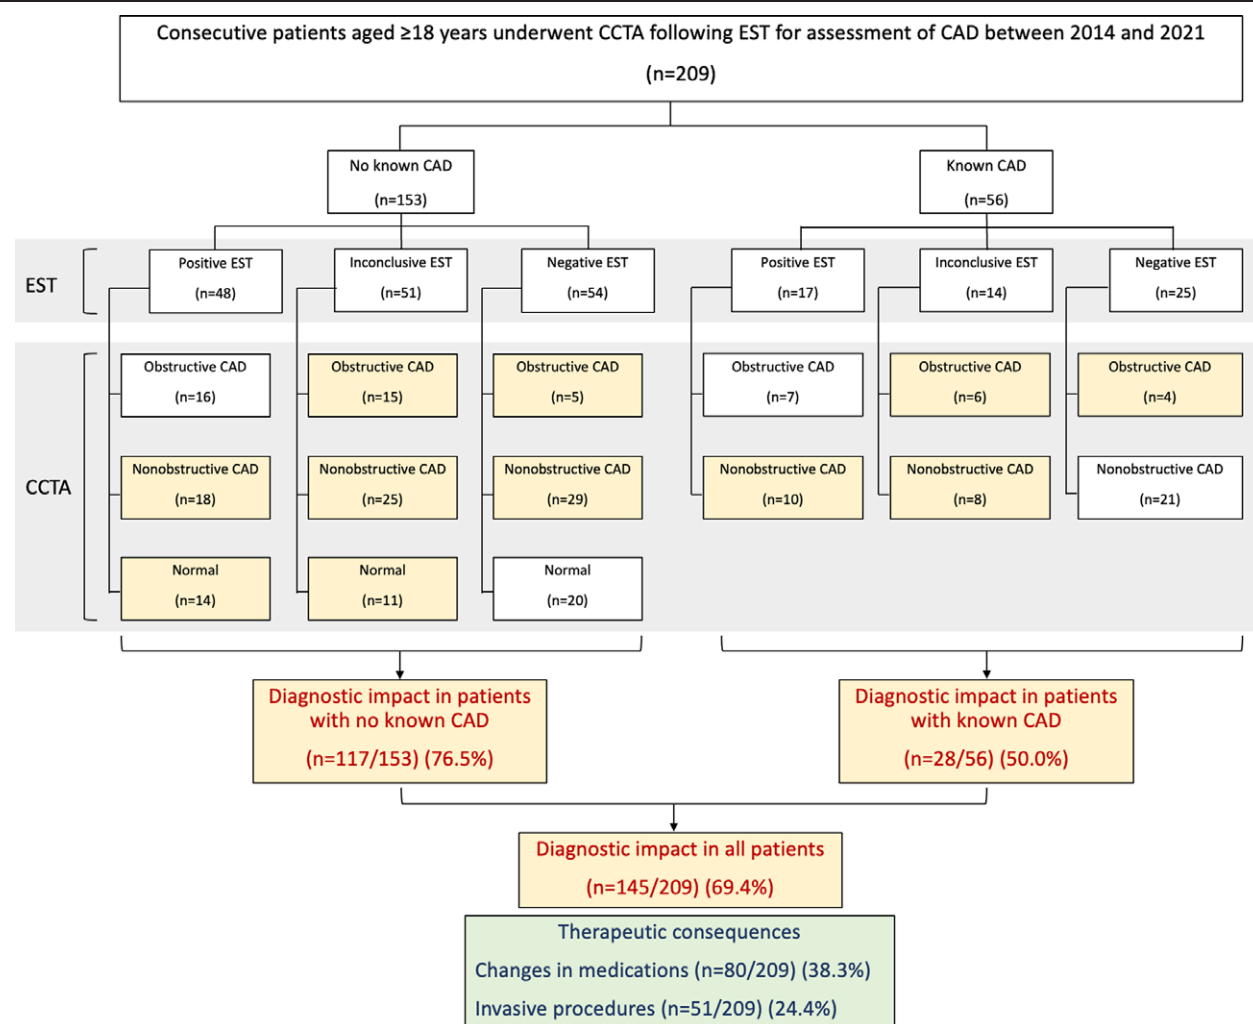 Consecutive patients aged ≥18 years underwent CCTA following EST for assessment of CAD between 2014 and 2021
(n=209)
No known CAD
(n=153)
Known CAD
(n=56)
EST
Positive EST
(n=48)
Inconclusive EST
(n=51)
Negative EST
(n=54)
Positive EST
(n=17)
Inconclusive EST
(n=14)
Negative EST
(n=25)
CCTA
Obstructive CAD
(n=16)
Obstructive CAD
(n=15)
Obstructive CAD
(n=5)
Obstructive CAD
(n=7)
Obstructive CAD
(n=6)
Obstructive CAD
(n=4)
Nonobstructive CAD
(n=18)
Nonobstructive CAD
(n=25)
Nonobstructive CAD
(n=29)
Nonobstructive CAD
(n=10)
Nonobstructive CAD
(n=8)
Nonobstructive CAD
(n=21)
Normal
(n=14)
Normal
(n=11)
Normal
(n=20)
Diagnostic impact in patients
with no known CAD
(n=117/153) (76.5%)
Diagnostic impact in patients
with known CAD
(n=28/56) (50.0%)
Diagnostic impact in all patients
(n=145/209) (69.4%)
Therapeutic consequences
Changes in medications (n=80/209) (38.3%)
Invasive procedures (n=51/209) (24.4%)